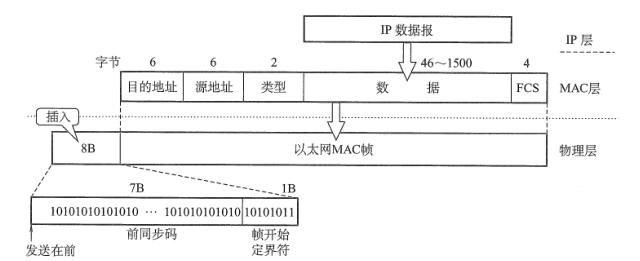 IP 数据报
IP 层
字节 6 6 2 46～1500 4
目的地址 源地址 类型 数 据 FCS MAC层
插入
8B 以太网MAC帧 物理层
7B 1B
10101010101010 … 101010101010 10101011
前同步码 帧开始
发送在前 定界符